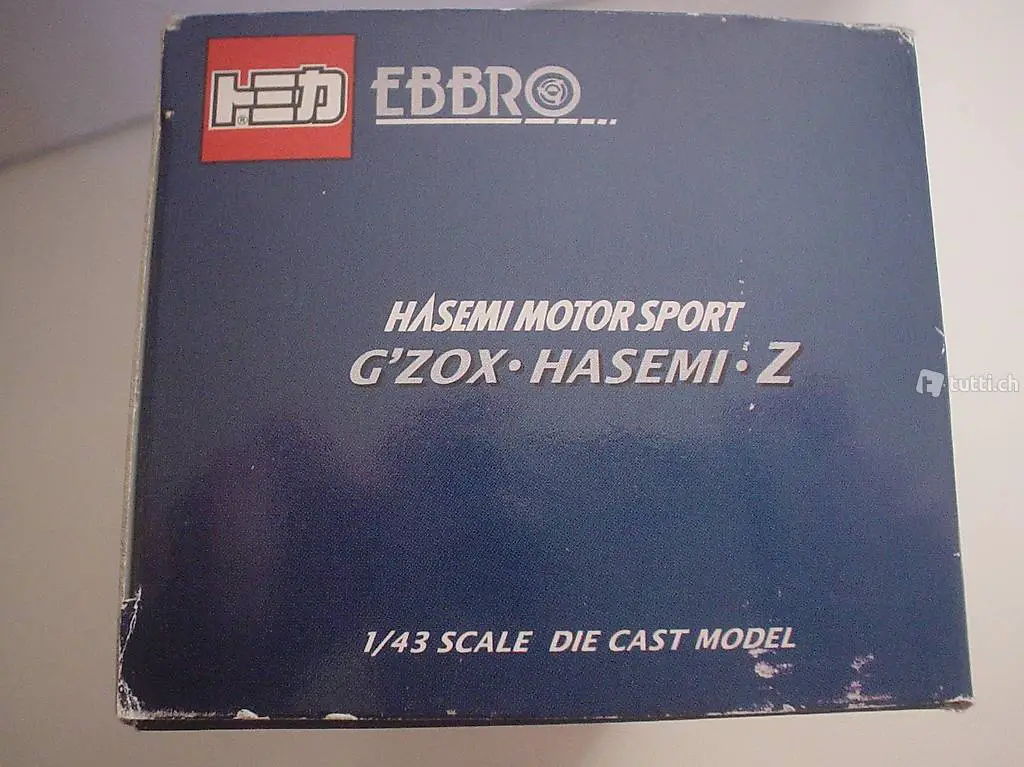 トミカ®
EBBRO
HASEMI MOTOR SPORT
G'ZOX・HASEMI・Z
tutti.ch
1/43 SCALE DIE CAST MODEL